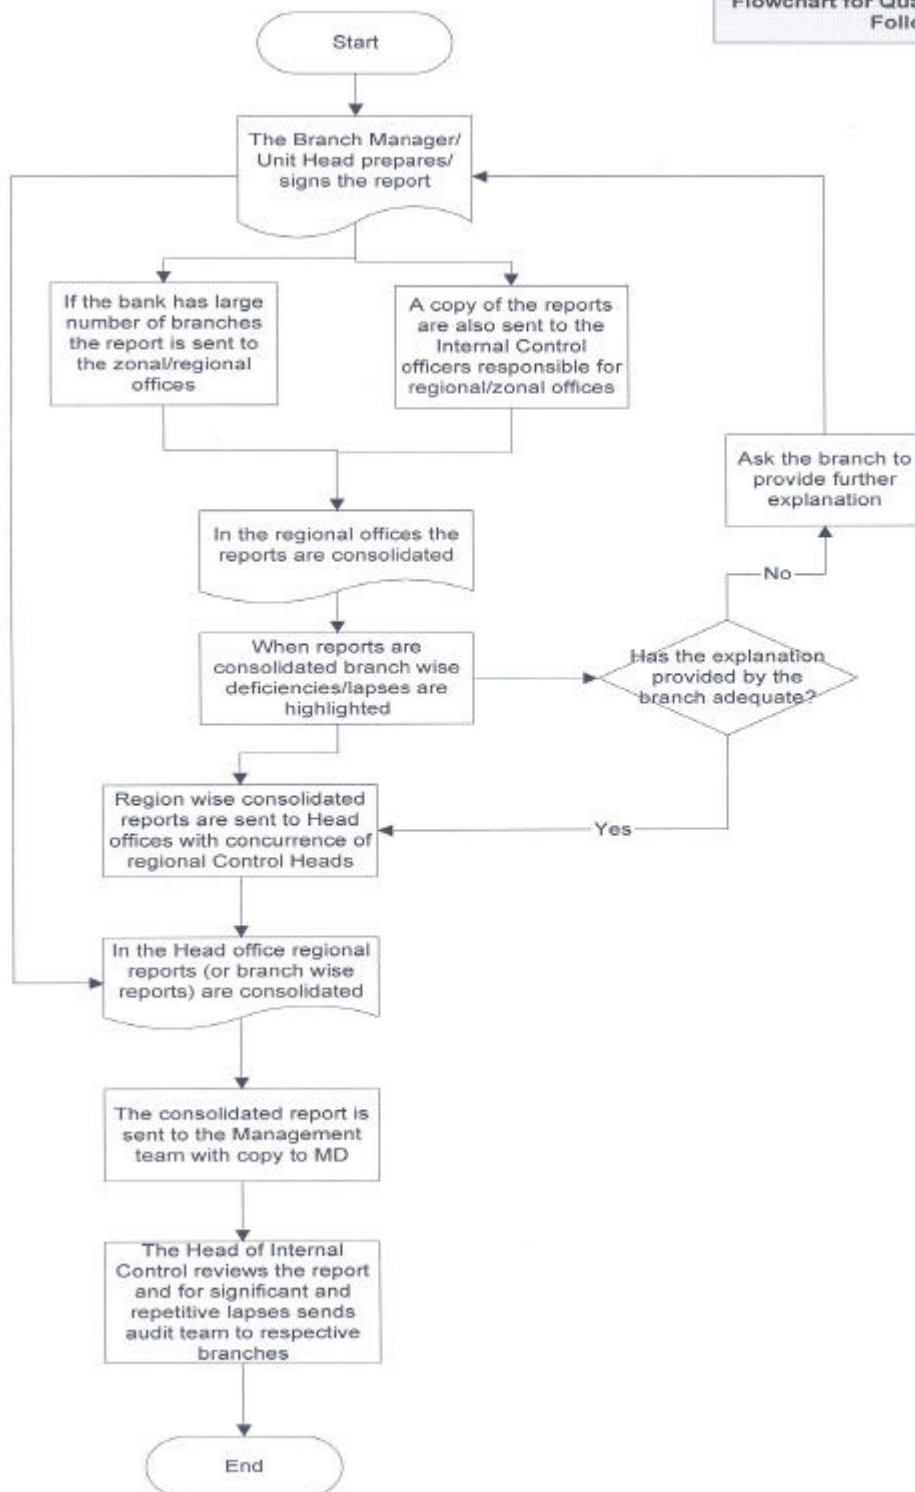 Flowchart for
Start
The Branch Manager/
Unit Head prepares/
signs the report
If the bank has large
number of branches
the report is sent to
the zonal/regional
offices
A copy of the reports
are also sent to the
Internal Control
officers responsible for
regional/zonal offices
Ask the branch to
provide further
explanation
In the regional offices the
reports are consolidated
No
When reports are
consolidated branch wise
deficiencies/lapses are
highlighted
Has the explanation
provided by the
branch adequate?
Region wise consolidated
reports are sent to Head
offices with concurrence of
regional Control Heads
Yes
In the Head office regional
reports (or branch wise
reports) are consolidated
The consolidated report is
sent to the Management
team with copy to MD
The Head of Internal
Control reviews the report
and for significant and
repetitive lapses sends
audit team to respective
branches
End